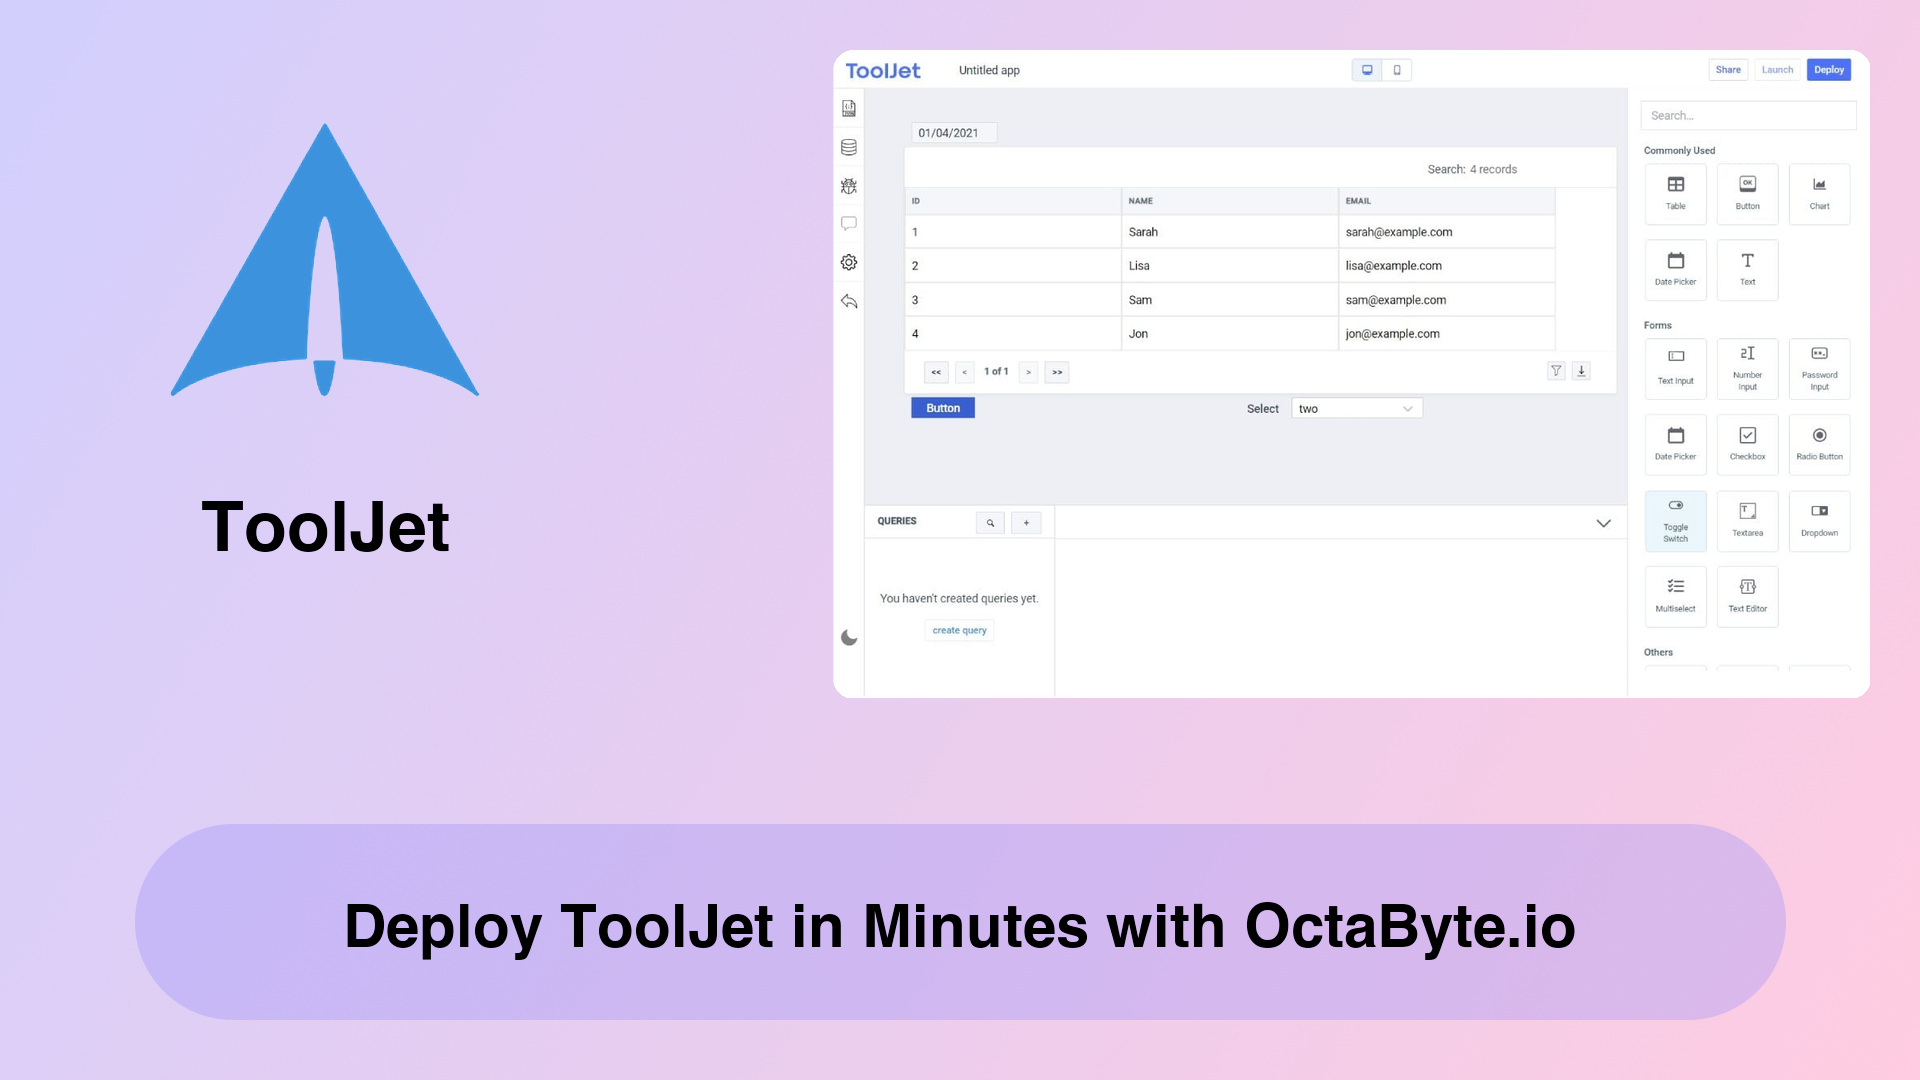 ToolJet
ToolJet
Untitled app
Share
Launch
Deploy
01/04/2021
Search: 4 records
ID NAME EMAIL
1 Sarah sarah@example.com
2 Lisa lisa@example.com
3 Sam sam@example.com
4 Jon jon@example.com
<< < 1 of 1 > >>
Button
Select two
QUERIES
+
You haven't created queries yet.
create query
Search...
Commonly Used
Table
OK
Button
Chart
Date Picker
Text
Forms
Text Input
Number
Input
Password
Input
Date Picker
Checkbox
Radio Button
Toggle
Switch
Textarea
Dropdown
Multiselect
Text Editor
Others
Deploy ToolJet in Minutes with OctaByte.io